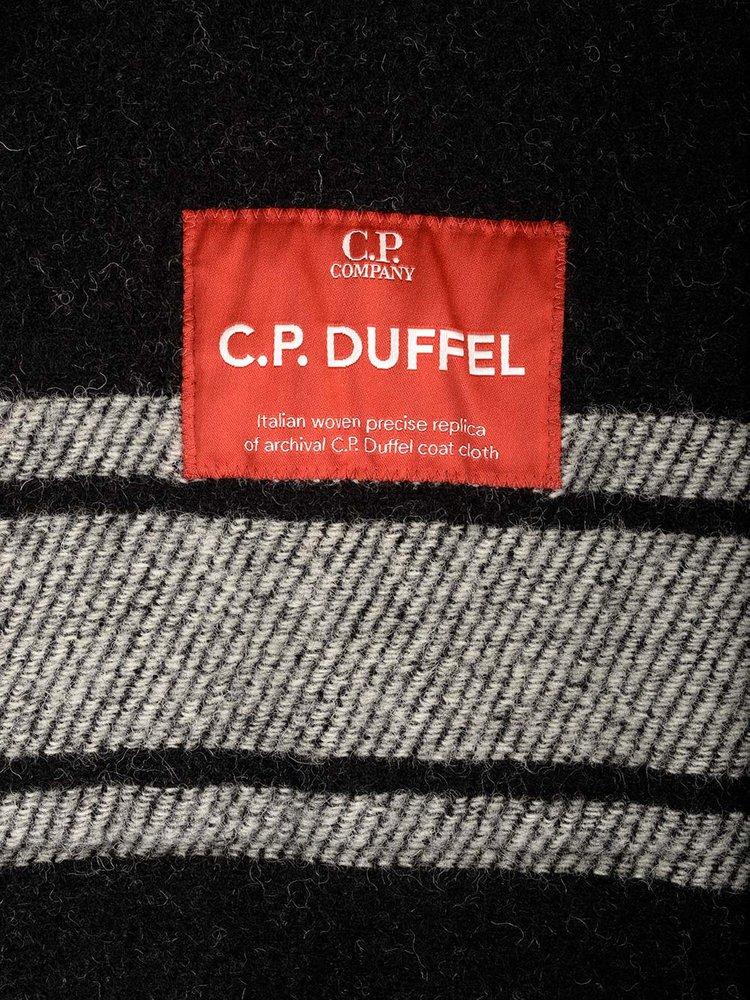 C.P.
COMPANY
C.P. DUFFEL
Italian woven precise replica
of archival C.P. Duffel coat cloth